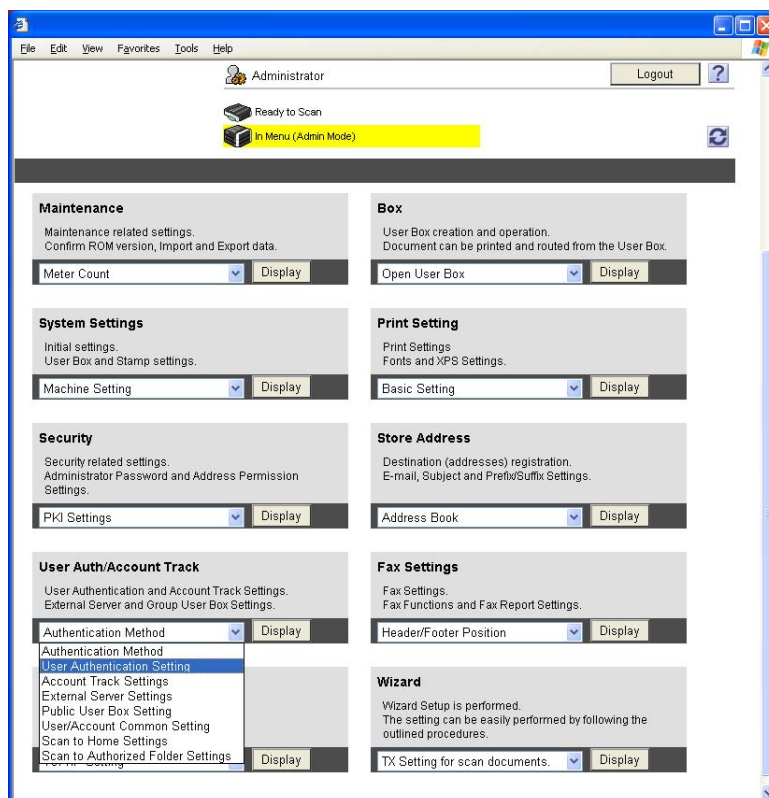 File Edit View Favorites Tools Help
Administrator
Logout
?
Ready to Scan
In Menu (Admin Mode)
Maintenance
Maintenance related settings.
Confirm ROM version, Import and Export data.
Meter Count
Display
Box
User Box creation and operation.
Document can be printed and routed from the User Box.
Open User Box
Display
System Settings
Initial settings.
User Box and Stamp settings.
Machine Setting
Display
Print Setting
Print Settings
Fonts and XPS Settings.
Basic Setting
Display
Security
Security related settings.
Administrator Password and Address Permission
Settings.
PKI Settings
Display
Store Address
Destination (addresses) registration.
E-mail, Subject and Prefix/Suffix Settings.
Address Book
Display
User Auth/Account Track
User Authentication and Account Track Settings.
External Server and Group User Box Settings.
Authentication Method
Display
Authentication Method
User Authentication Setting
Account Track Settings
External Server Settings
Public User Box Setting
User/Account Common Setting
Scan to Home Settings
Scan to Authorized Folder Settings
Display
Fax Settings
Fax Settings.
Fax Functions and Fax Report Settings.
Header/Footer Position
Display
Wizard
Wizard Setup is performed.
The setting can be easily performed by following the
outlined procedures.
TX Setting for scan documents.
Display